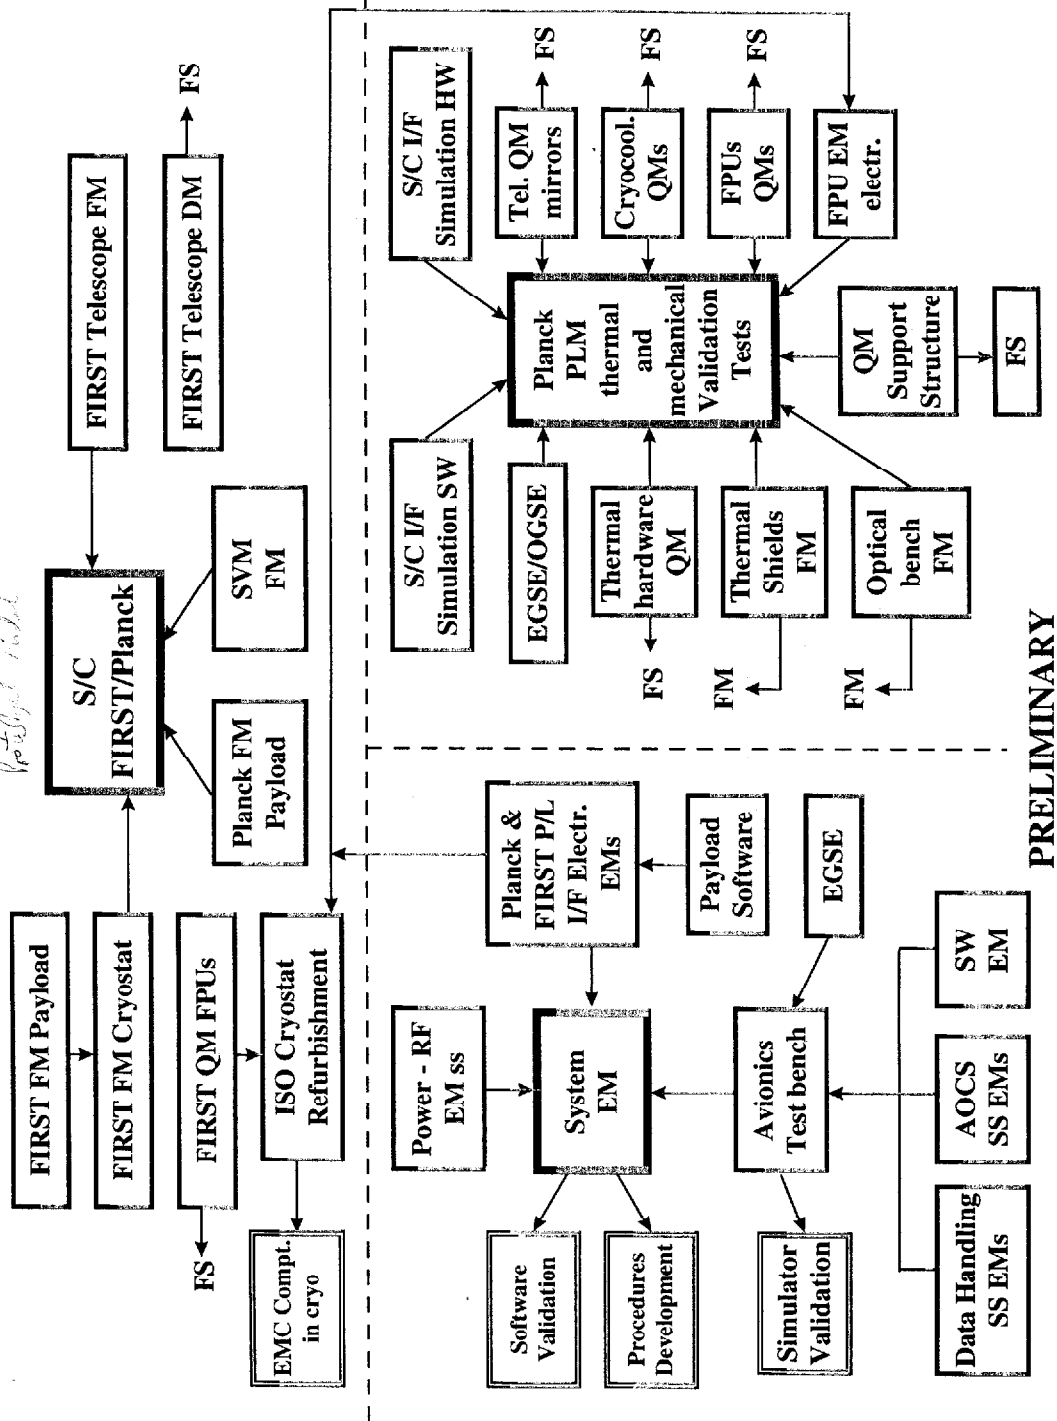 FIRST FM Payload
FIRST FM Cryostat
FIRST QM FPUs
FS
ISO Cryostat
Refurbishment
EMC Compt.
in cryo
S/C
FIRST/Planck
Planck FM
Payload
SVM
FM
FIRST Telescope FM
FIRST Telescope DM
FS
Power - RF
EM ss
Planck &
FIRST P/L
I/F Electr.
EMs
Payload
Software
System
EM
Software
Validation
Procedures
Development
EGSE
Avionics
Test bench
Simulator
Validation
Data Handling
SS EMs
AOCS
SS EMs
SW
EM
S/C I/F
Simulation SW
S/C I/F
Simulation HW
EGSE/OGSE
Thermal
hardware
QM
FS
Thermal
Shields
FM
FM
Optical
bench
FM
FM
Planck
PLM
thermal
and
mechanical
Validation
Tests
Tel. QM
mirrors
FS
Cryocool.
QMs
FS
FPUs
QMs
FS
FPU EM
electr.
QM
Support
Structure
FS
PRELIMINARY